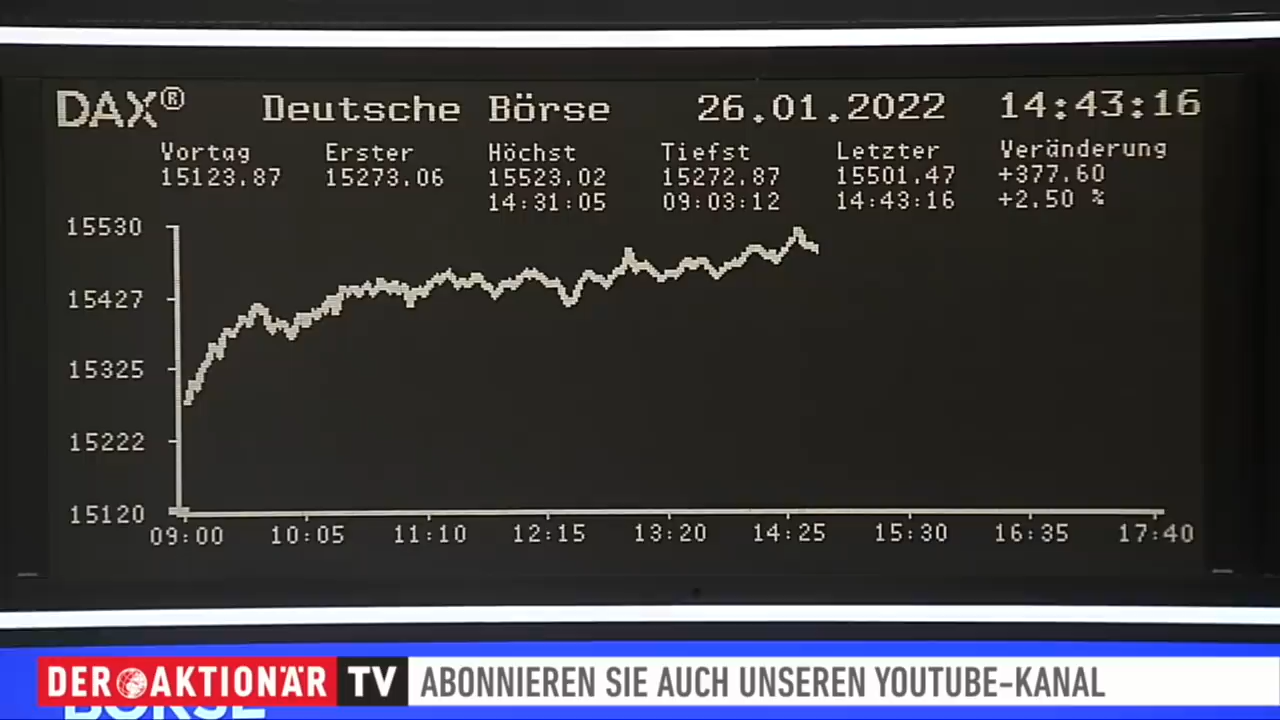 DAX® Deutsche Börse 26.01.2022 14:43:16
Vortag Erster Höchst Tiefst Letzter Veränderung
15123.87 15273.06 15523.02 15272.87 15501.47 +377.60
14:31:05 09:03:12 14:43:16 +2.50 %
15530
15427
15325
15222
15120
09:00 10:05 11:10 12:15 13:20 14:25 15:30 16:35 17:40
DER AKTIONÄR TV ABONNIEREN SIE AUCH UNSEREN YOUTUBE-KANAL
BÖRSE